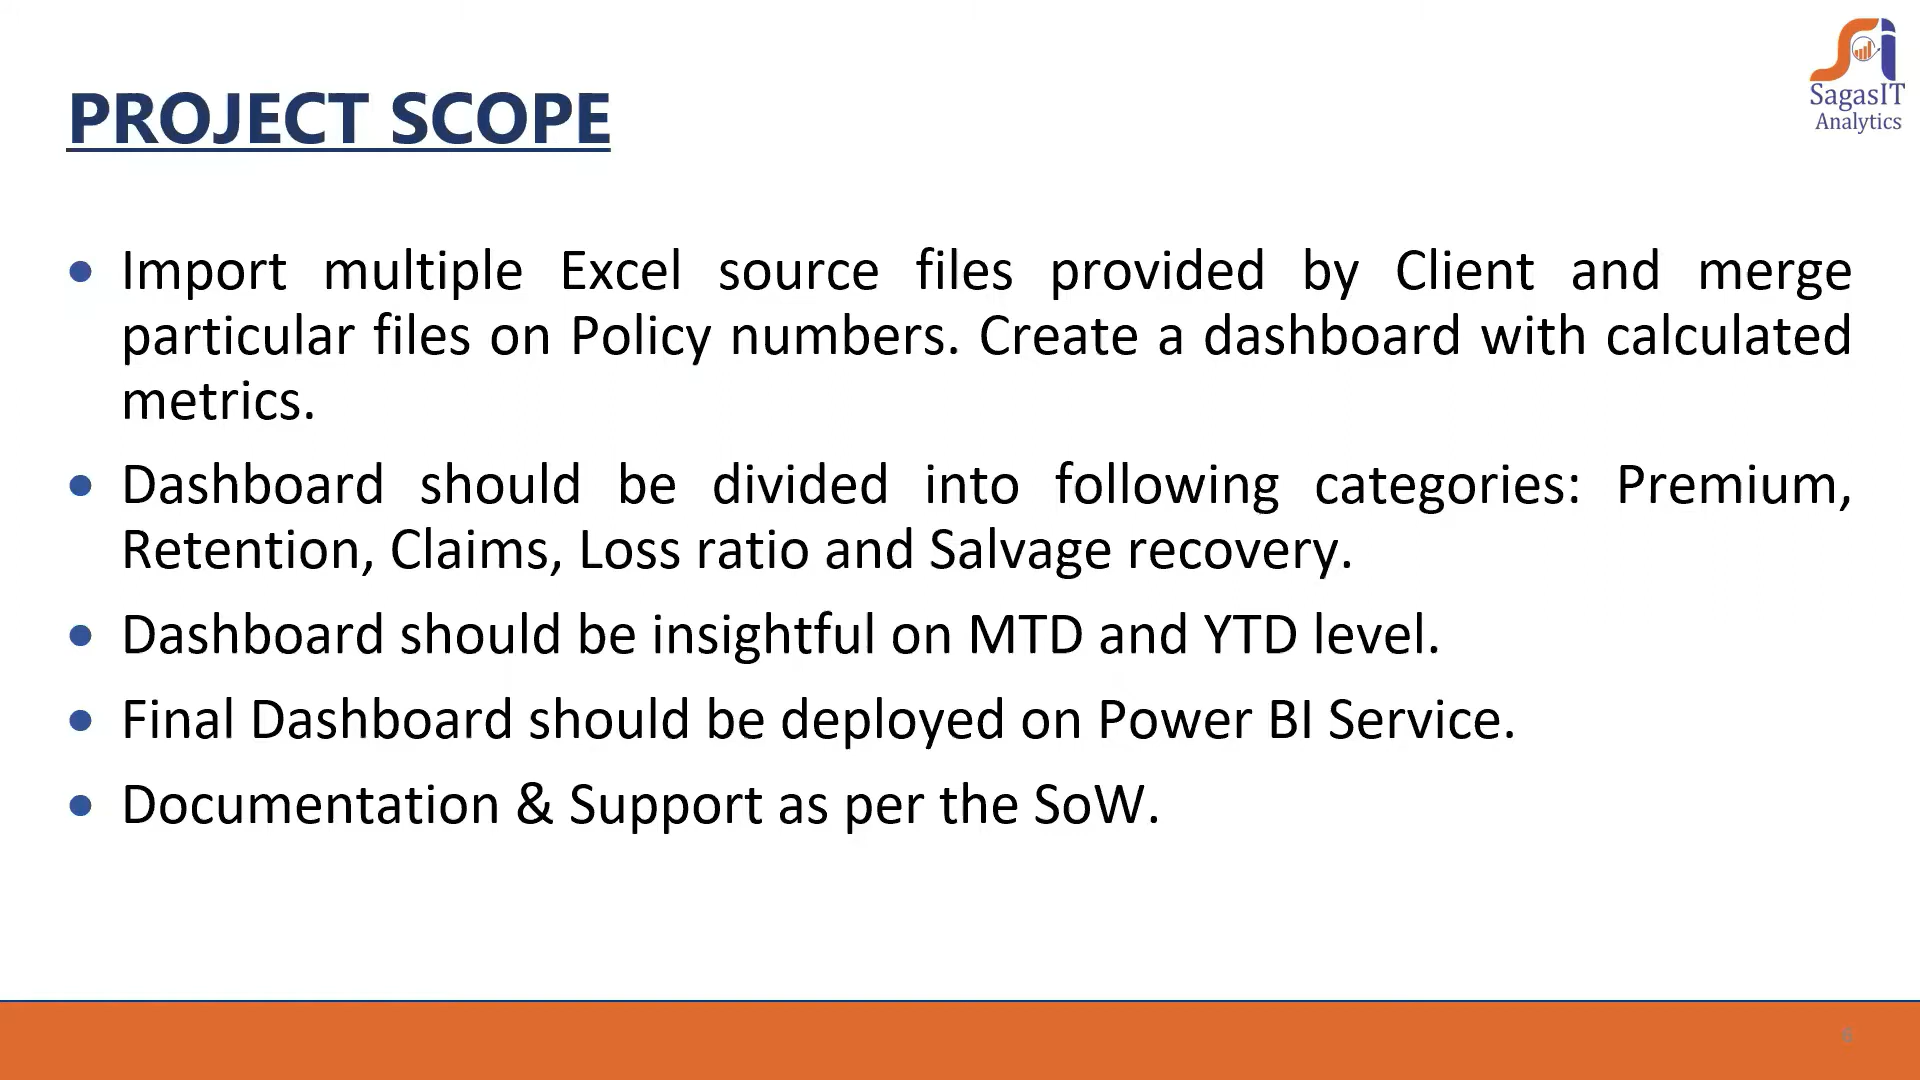 SagasIT
Analytics
PROJECT SCOPE
• Import multiple Excel source files provided by Client and merge
particular files on Policy numbers. Create a dashboard with calculated
metrics.
• Dashboard should be divided into following categories: Premium,
Retention, Claims, Loss ratio and Salvage recovery.
• Dashboard should be insightful on MTD and YTD level.
• Final Dashboard should be deployed on Power BI Service.
• Documentation & Support as per the SoW.